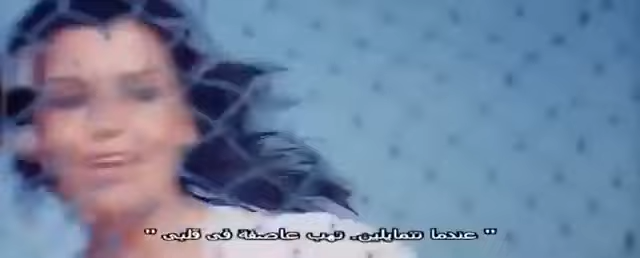 " عندما تتمايلين.. تهب عاصفة فى قلبى "